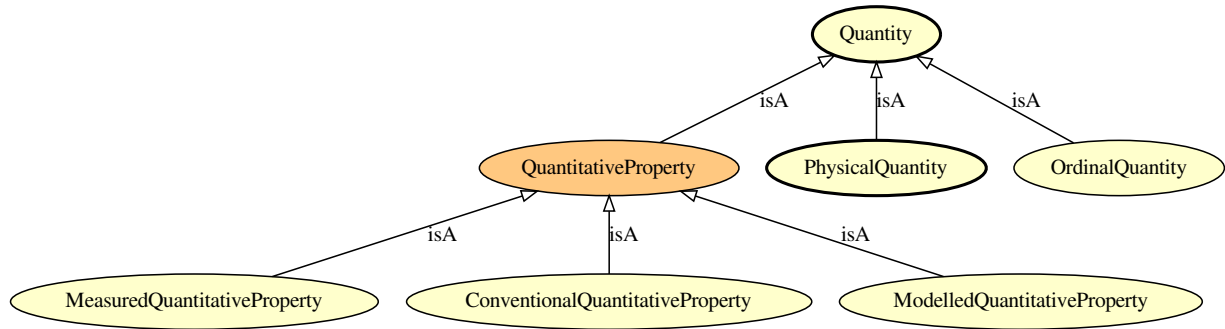 Quantity
isA
isA
isA
QuantitativeProperty
PhysicalQuantity
OrdinalQuantity
isA
isA
isA
MeasuredQuantitativeProperty
ConventionalQuantitativeProperty
ModelledQuantitativeProperty